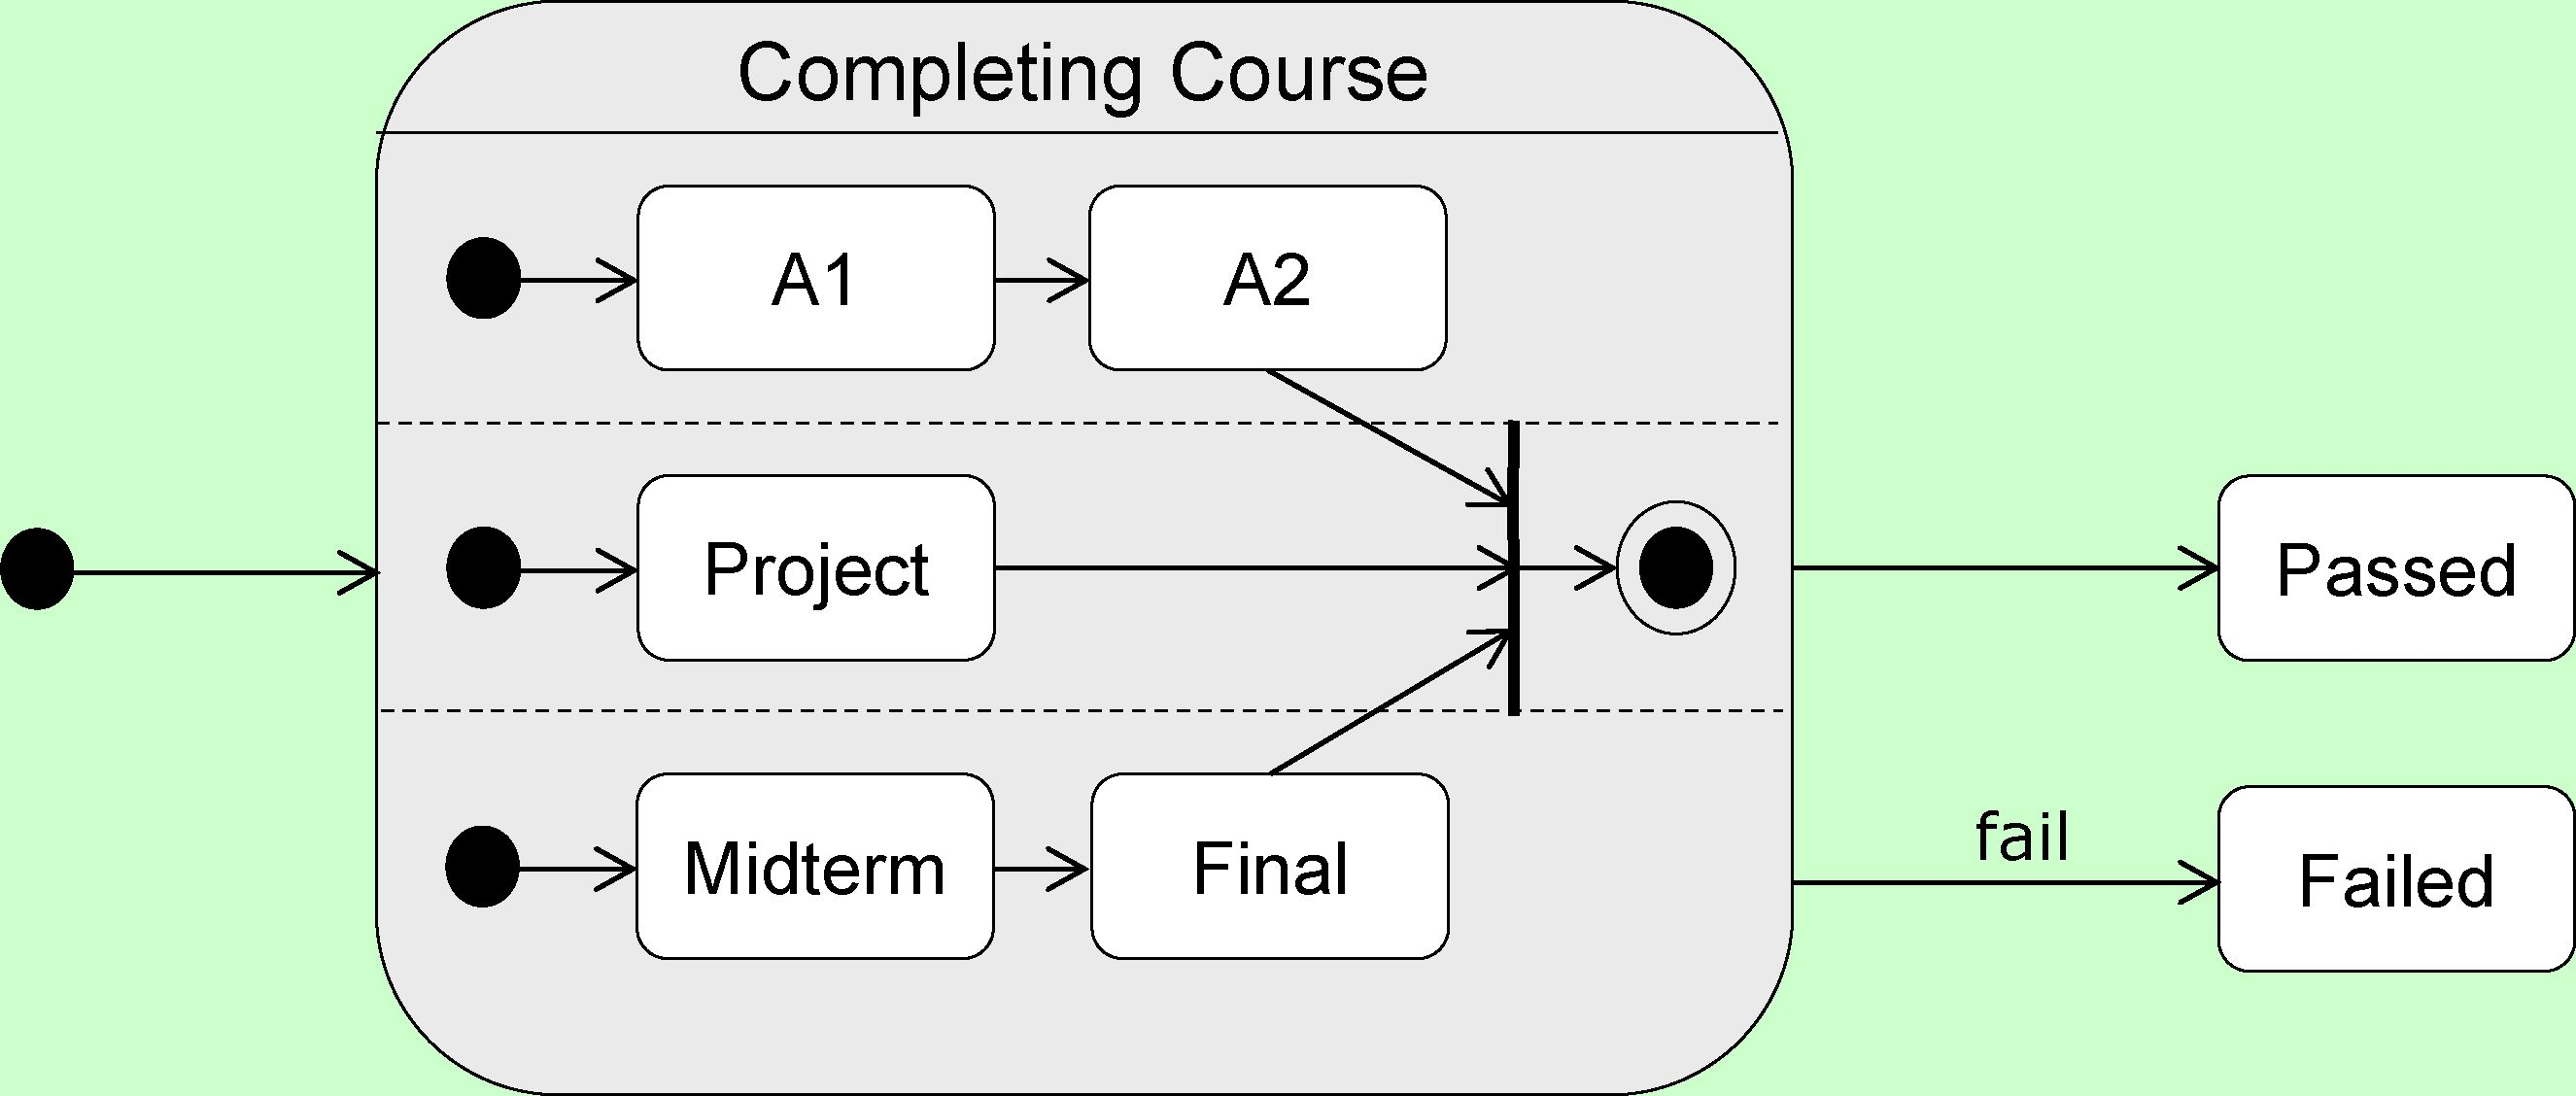 Completing Course
A1
A2
Project
Passed
Midterm
Final
fail
Failed